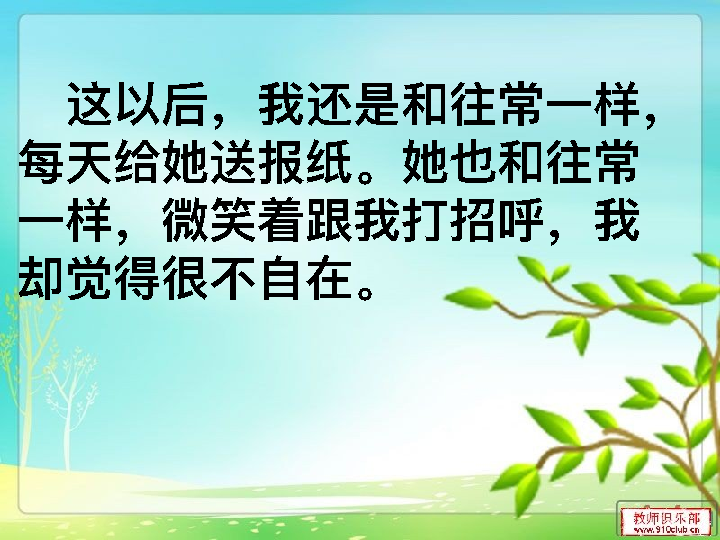 这以后，我还是和往常一样，
每天给她送报纸。她也和往常
一样，微笑着跟我打招呼，我
却觉得很不自在。
教师俱乐部
www.910club.cn